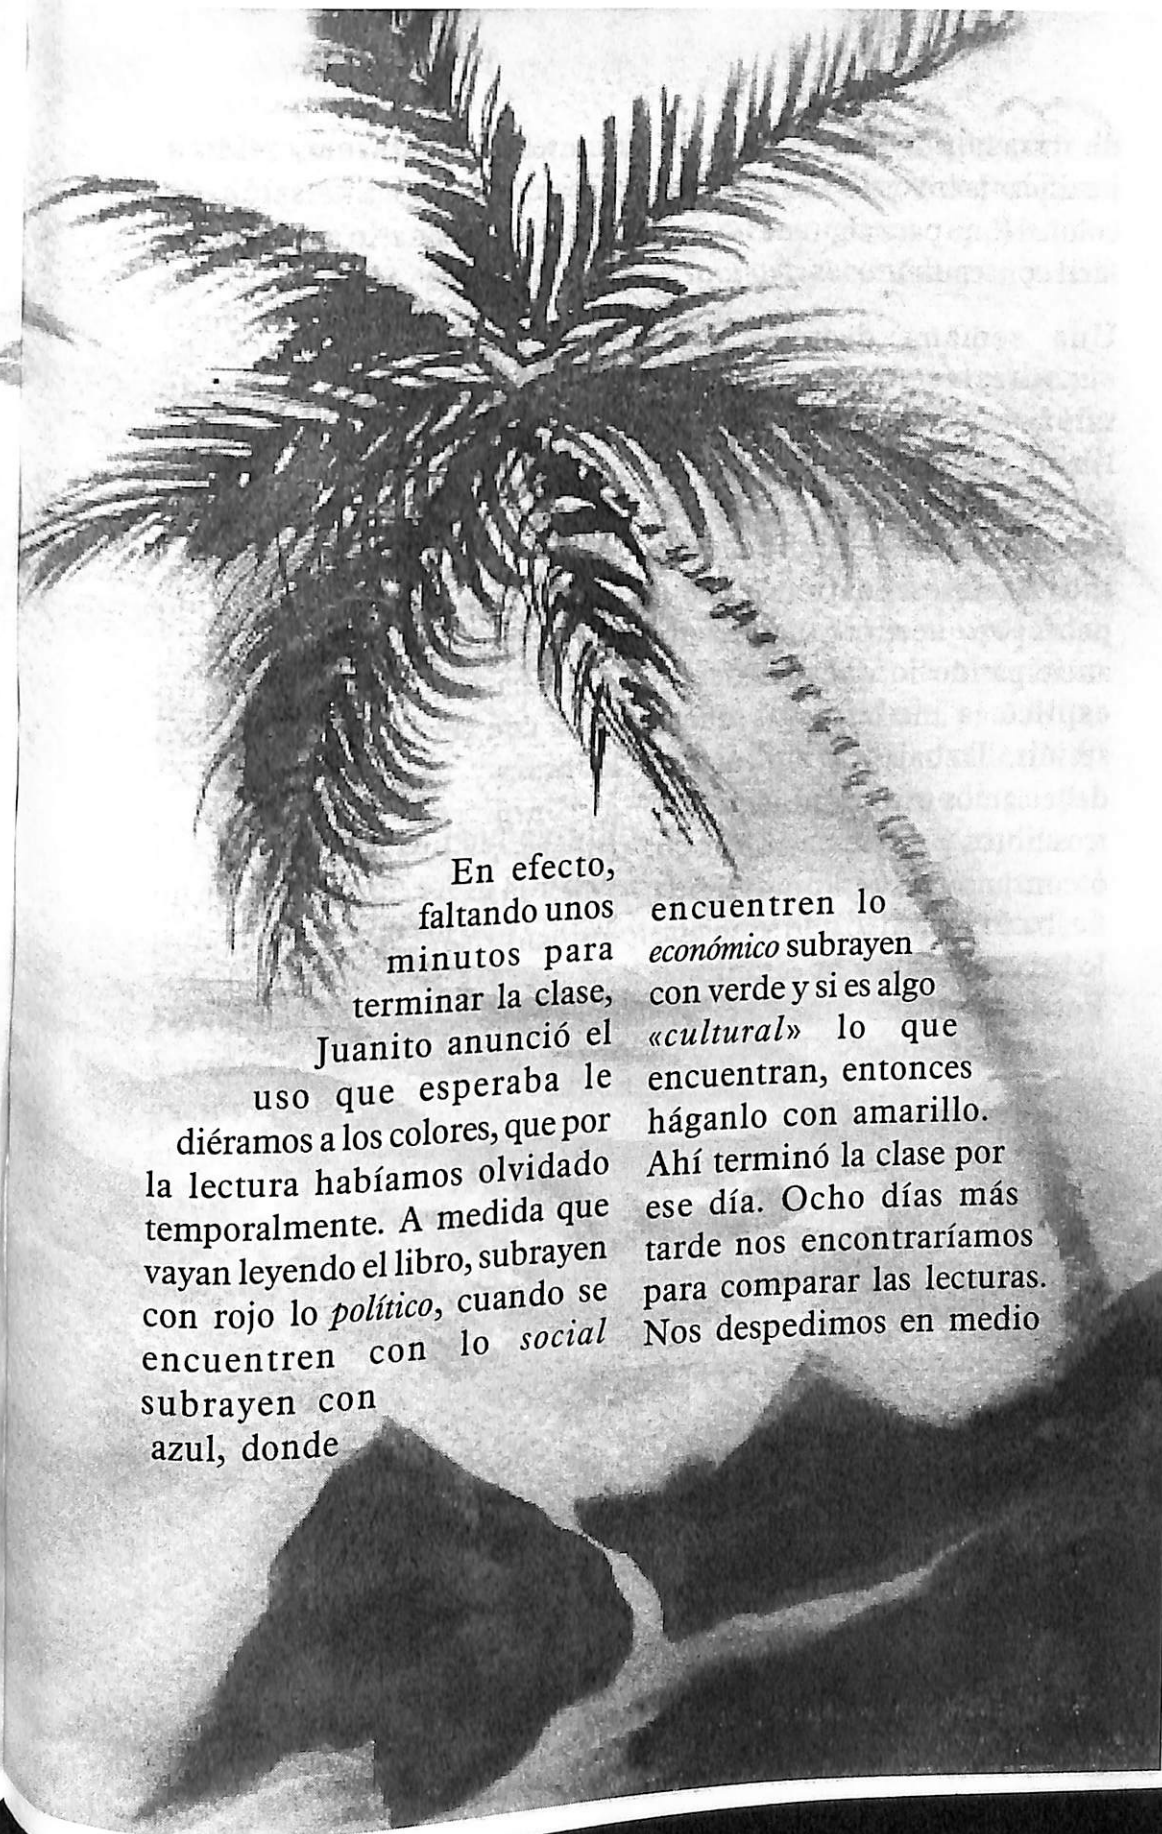 En efecto,
faltando unos
minutos para
terminar la clase,
Juanito anunció el
uso que esperaba le
diéramos a los colores, que por
la lectura habíamos olvidado
temporalmente. A medida que
vayan leyendo el libro, subrayen
con rojo lo político, cuando se
encuentren con lo social
subrayen con
azul, donde
encuentren lo
económico subrayen
con verde y si es algo
«cultural» lo que
encuentran, entonces
háganlo con amarillo.
Ahí terminó la clase por
ese día. Ocho días más
tarde nos encontraríamos
para comparar las lecturas.
Nos despedimos en medio